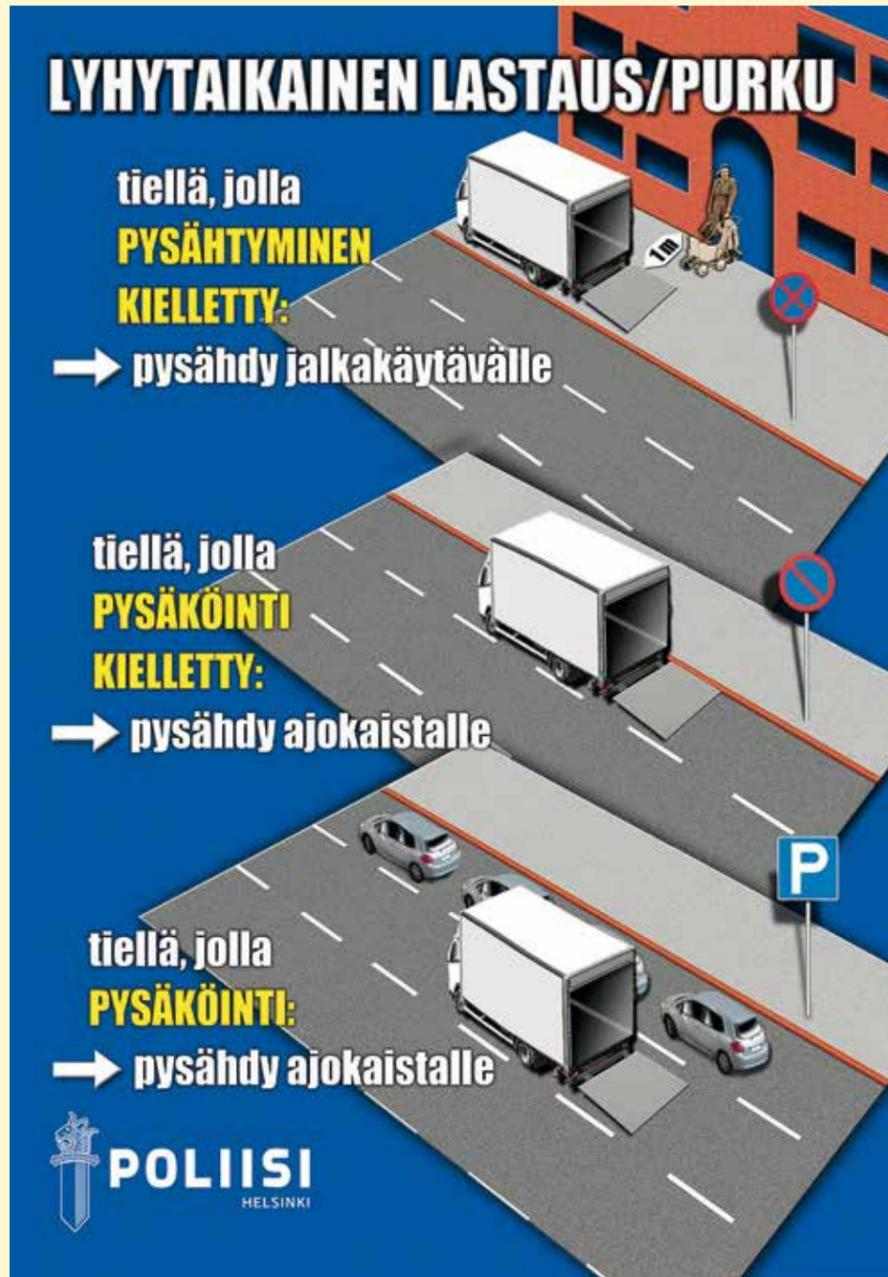 LYHYTAIKAINEN LASTAUS/PURKU
tiellä, jolla
PYSÄHTYMINEN
KIELLETTY:
pysähdy jalkakäytävälle
1m
tiellä, jolla
PYSÄKÖINTI
KIELLETTY:
pysähdy ajokaistalle
P
tiellä, jolla
PYSÄKÖINTI:
pysähdy ajokaistalle
POLIISI
HELSINKI